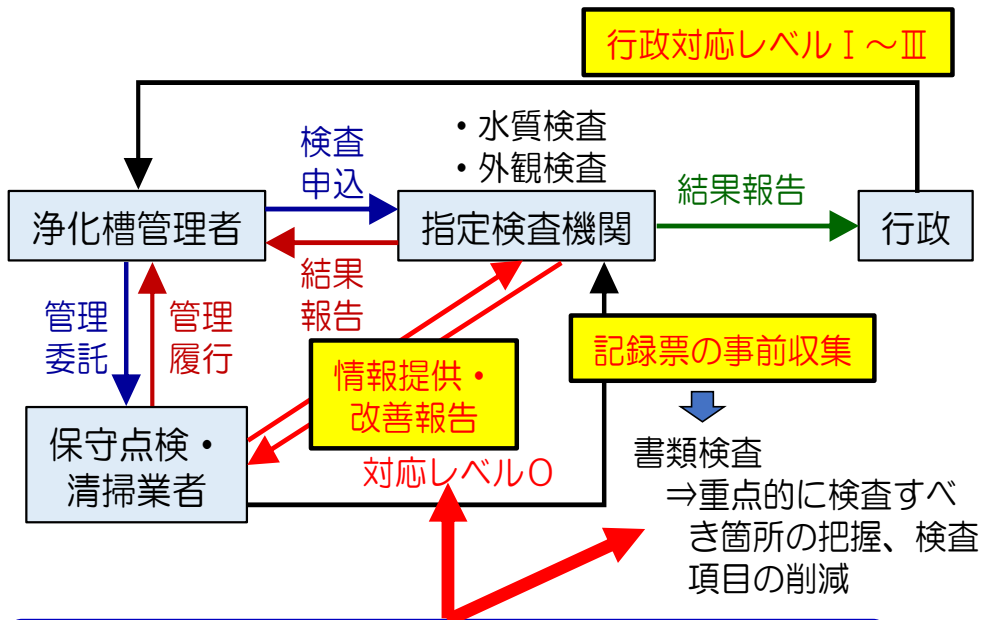 行政対応レベルⅠ～Ⅲ
・水質検査
・外観検査
検査
申込
結果報告
浄化槽管理者
指定検査機関
行政
結果
報告
管理
委託
管理
履行
記録票の事前収集
情報提供・
改善報告
保守点検・
清掃業者
対応レベル０
書類検査
⇒重点的に検査すべ
き箇所の把握、検査
項目の削減